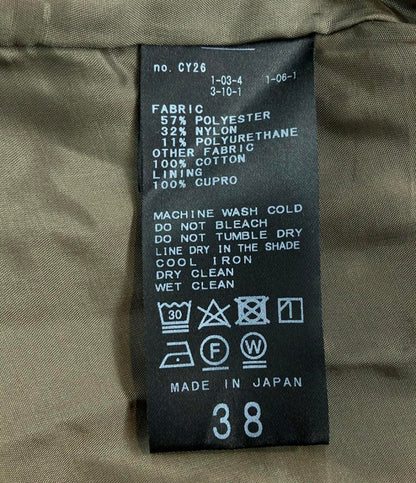 no. CY26
1-03-4 1-06-1
3-10-1
FABRIC
57% POLYESTER
32% NYLON
11% POLYURETHANE
OTHER FABRIC
100% COTTON
LINING
100% CUPRO
MACHINE WASH COLD
DO NOT BLEACH
DO NOT TUMBLE DRY
LINE DRY IN THE SHADE
COOL IRON
DRY CLEAN
WET CLEAN
30
F W
MADE IN JAPAN
38